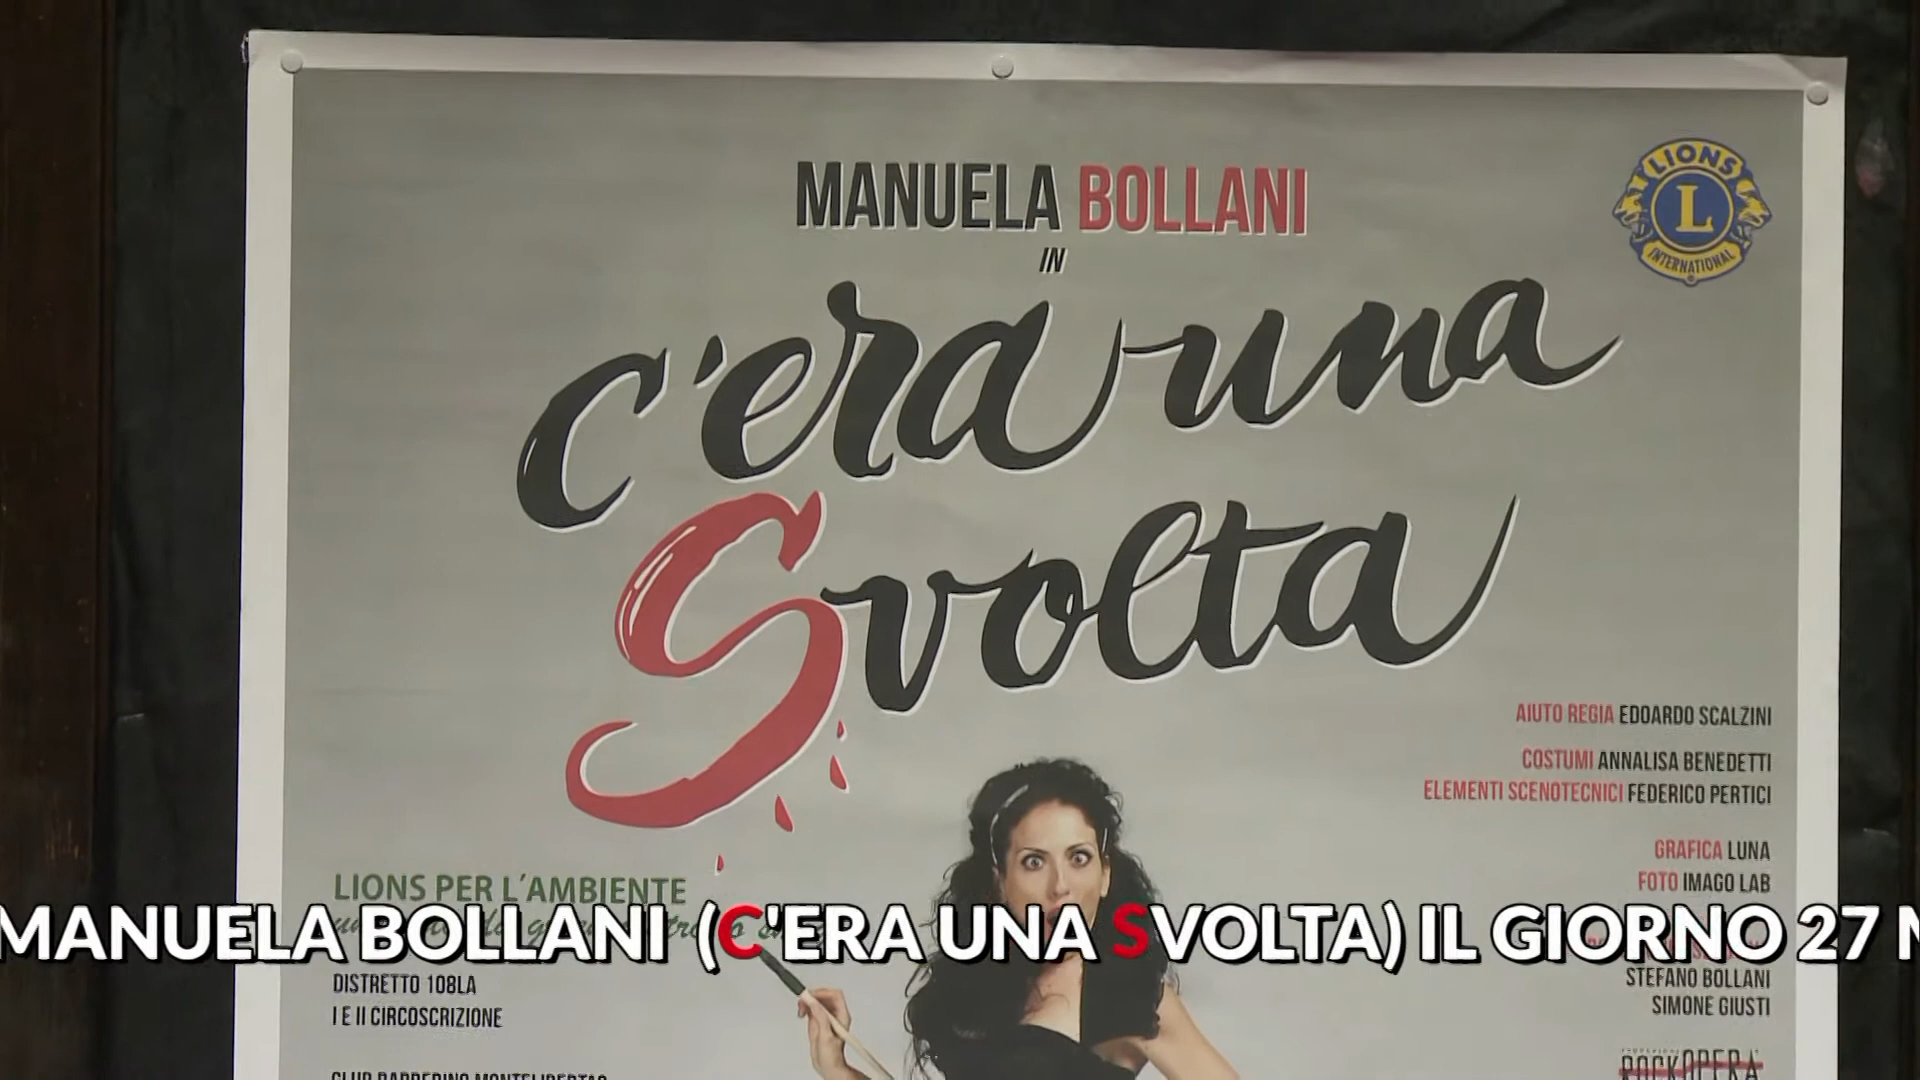 MANUELA BOLLANI
IN
c'era una
Svolta
LIONS
L
INTERNATIONAL
AIUTO REGIA EDOARDO SCALZINI
COSTUMI ANNALISA BENEDETTI
ELEMENTI SCENOTECNICI FEDERICO PERTICI
GRAFICA LUNA
FOTO IMAGO LAB
LIONS PER L'AMBIENTE
MANUELA BOLLANI (C'ERA UNA SVOLTA) IL GIORNO 27
STEFANO BOLLANI
SIMONE GIUSTI
DISTRETTO 108LA
I E II CIRCOSCRIZIONE
ROCKOPERA